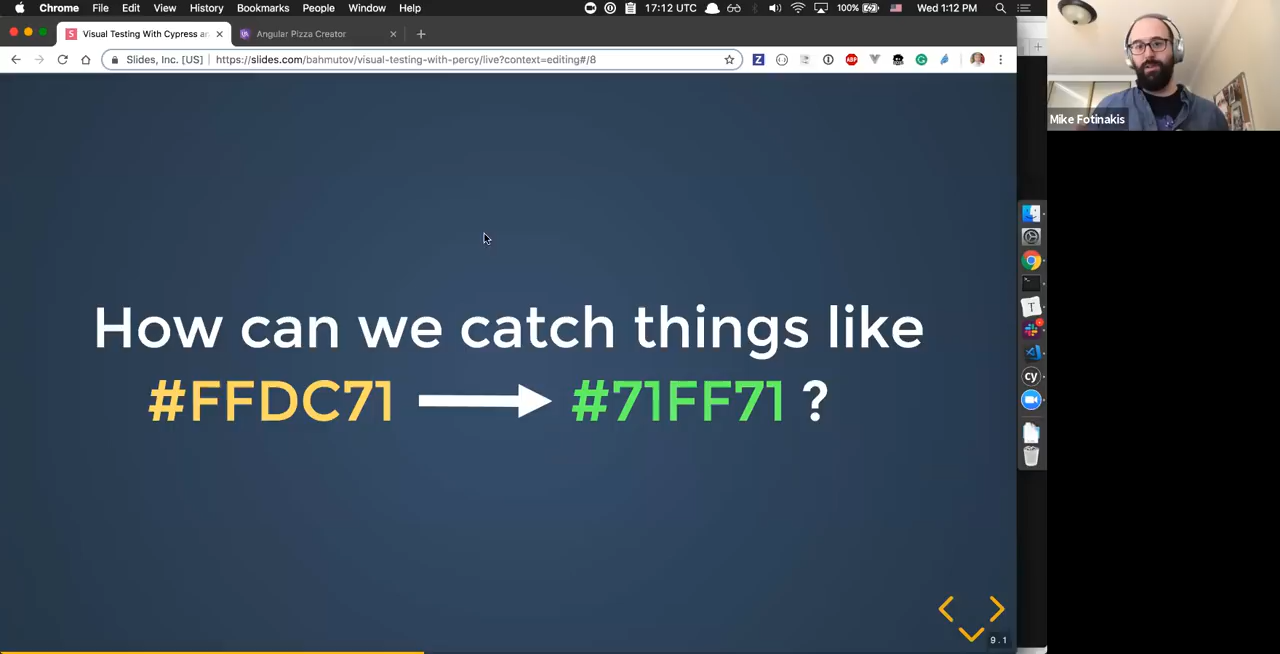 Chrome File Edit View History Bookmarks People Window Help 17:12 UTC 100% Wed 1:12 PM
Visual Testing With Cypress a
Angular Pizza Creator
Slides, Inc. [US] | https://slides.com/bahmutov/visual-testing-with-percy/live?context=editing#/8
Mike Fotinakis
How can we catch things like
#FFDC71 → #71FF71 ?
9.1